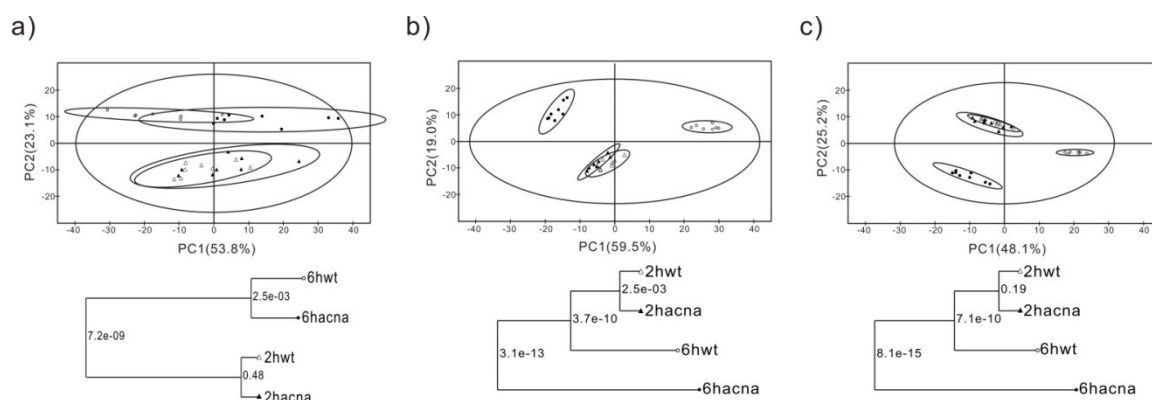 a)
PC2(23.1%)
20
10
0
-10
-20
-40 -30 -20 -10 0 10 20 30 40
PC1(53.8%)
6hwt
2.5e-03
6hacna
7.2e-09
2hwt
0.48
2hacna
b)
PC2(19.0%)
20
10
0
-10
-20
-40 -30 -20 -10 0 10 20 30 40
PC1(59.5%)
2hwt
2.5e-03
2hacna
3.7e-10
3.1e-13
6hwt
6hacna
c)
PC2(25.2%)
20
10
0
-10
-20
-40 -30 -20 -10 0 10 20 30 40
PC1(48.1%)
2hwt
0.19
2hacna
7.1e-10
8.1e-15
6hwt
6hacna